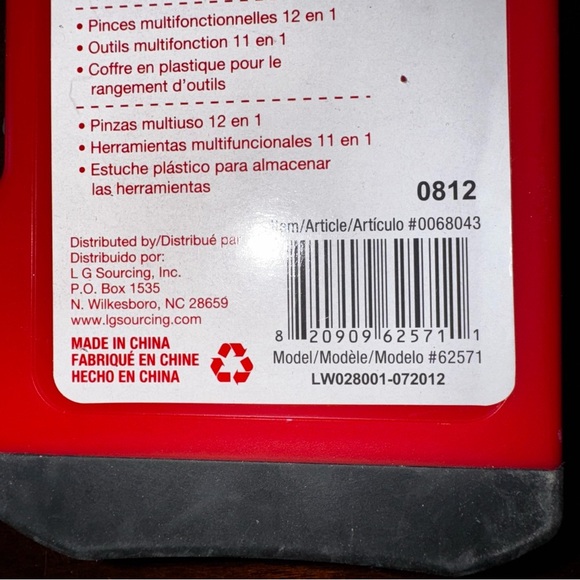 • Pinces multifonctionnelles 12 en 1
• Outils multifonction 11 en 1
• Coffre en plastique pour le
rangement d'outils
• Pinzas multiuso 12 en 1
• Herramientas multifuncionales 11 en 1
• Estuche plástico para almacenar
las herramientas
0812
/Article/Artículo #0068043
Distributed by/Distribué
Distribuido por:
L G Sourcing, Inc.
P.O. Box 1535
N. Wilkesboro, NC 28659
www.lgsourcing.com
MADE IN CHINA
FABRIQUÉ EN CHINE
HECHO EN CHINA
8 20909 62571 1
Model/Modèle/Modelo #62571
LW028001-072012